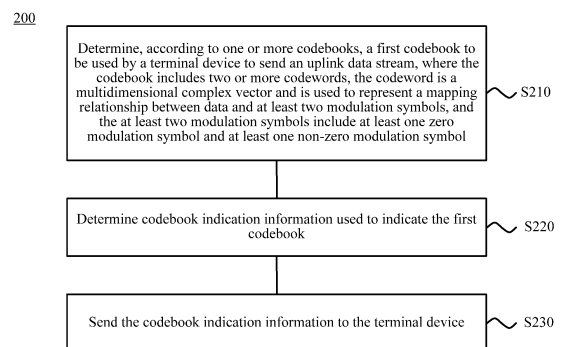 200
Determine, according to one or more codebooks, a first codebook to
be used by a terminal device to send an uplink data stream, where the
codebook includes two or more codewords, the codeword is a
multidimensional complex vector and is used to represent a mapping
relationship between data and at least two modulation symbols, and
the at least two modulation symbols include at least one zero
modulation symbol and at least one non-zero modulation symbol
S210
Determine codebook indication information used to indicate the first
codebook
S220
Send the codebook indication information to the terminal device
S230